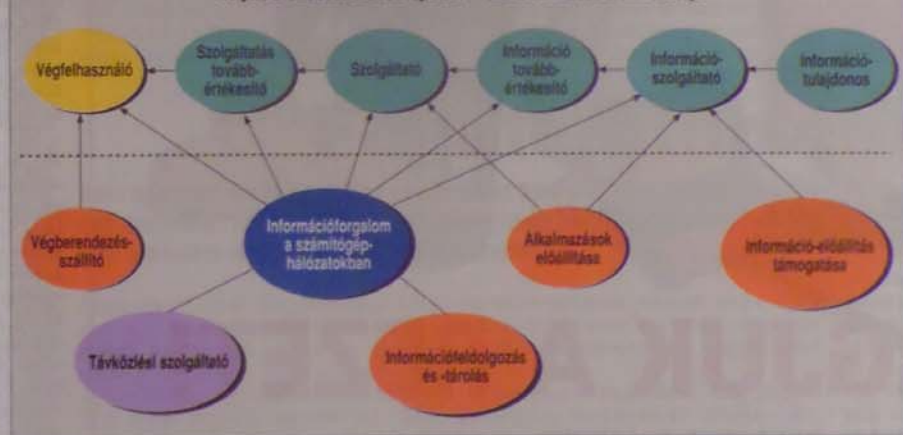 Végfelhasználó
Szolgáltatás
tovább-
értékesítő
Szolgáltató
Információ
tovább-
értékesítő
Információ-
szolgáltató
Információ-
tulajdonos
Végberendezés-
szállító
Információforgalom
a számítógép-
hálózatokban
Alkalmazások
előállítása
Információ-előállítás
támogatása
Távközlési szolgáltató
Információfeldolgozás
és -tárolás